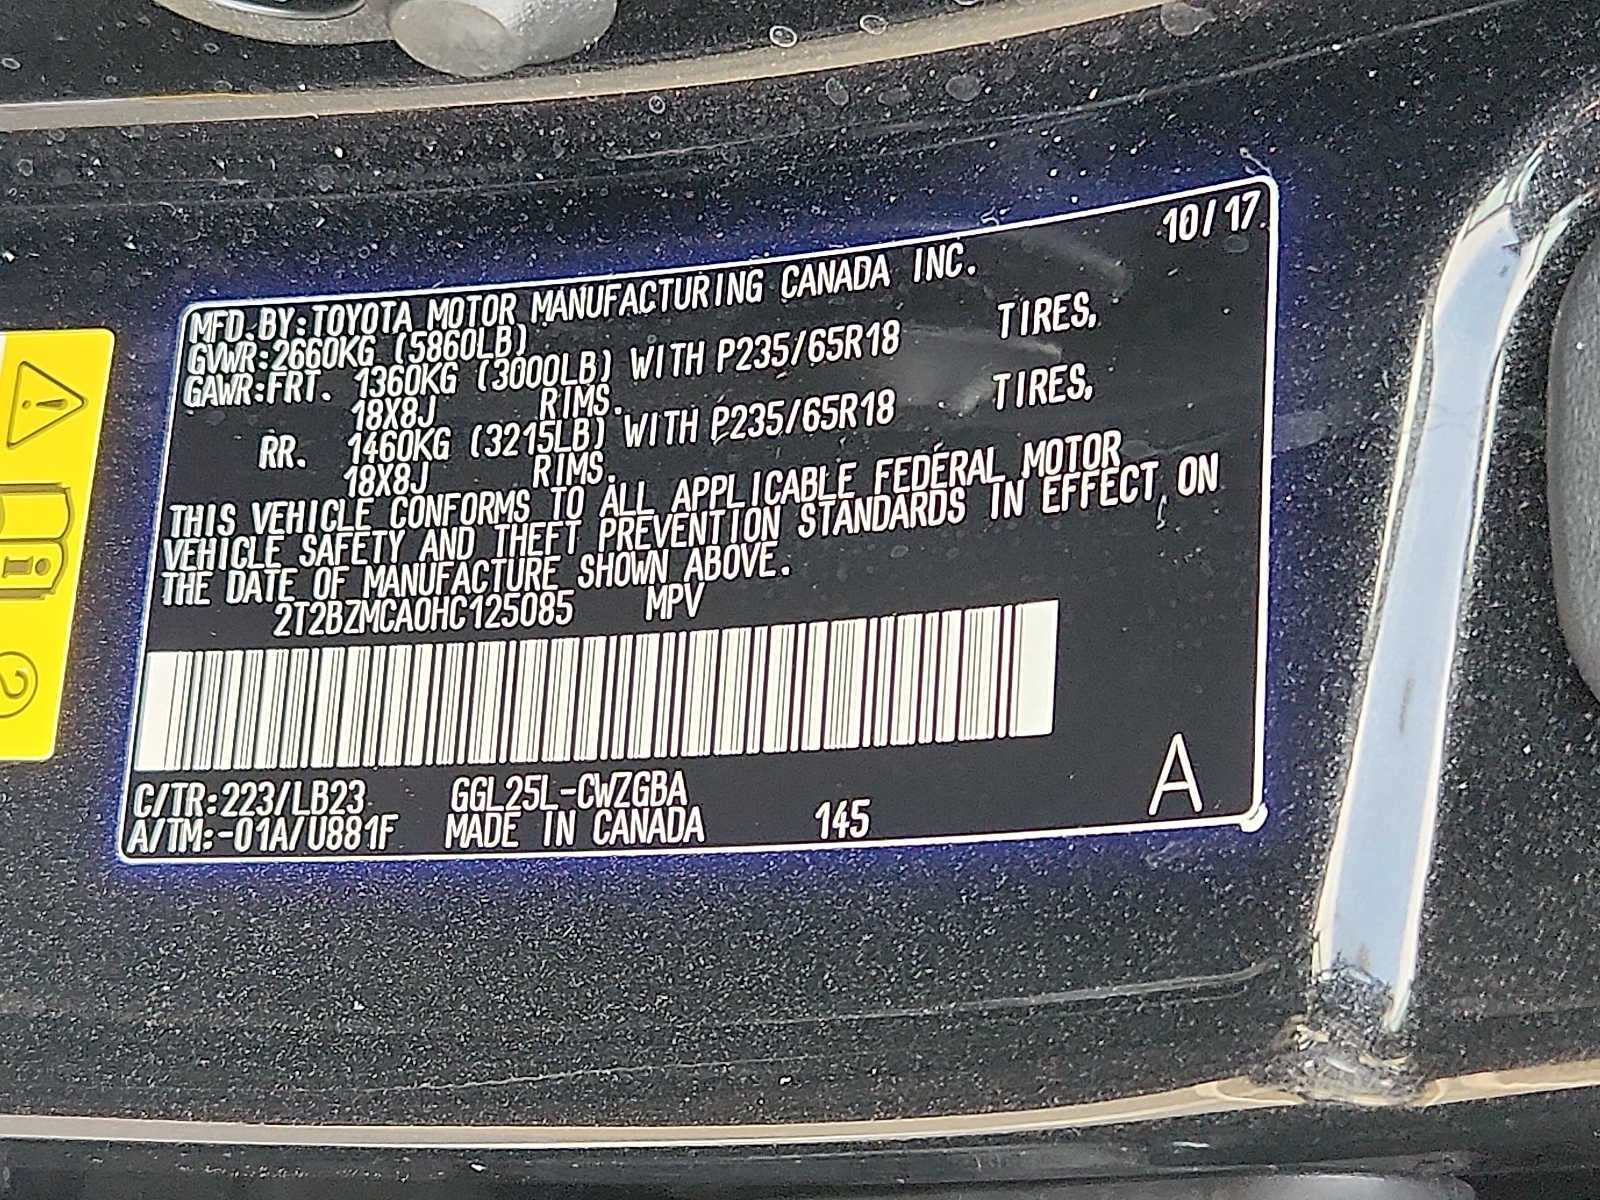 10/17
MFD. BY:TOYOTA MOTOR MANUFACTURING CANADA INC.
GVWR:2660KG (5860LB)
GAWR:FRT. 1360KG (3000LB) WITH P235/65R18 TIRES,
18X8J RIMS.
RR. 1460KG (3215LB) WITH P235/65R18 TIRES,
18X8J RIMS.
THIS VEHICLE CONFORMS TO ALL APPLICABLE FEDERAL MOTOR
VEHICLE SAFETY AND THEFT PREVENTION STANDARDS IN EFFECT ON
THE DATE OF MANUFACTURE SHOWN ABOVE.
2T2BZMCA0HC125085 MPV
C/TR:223/LB23 GGL25L-CWZGBA
A/TM:-01A/U881F MADE IN CANADA 145 A
2